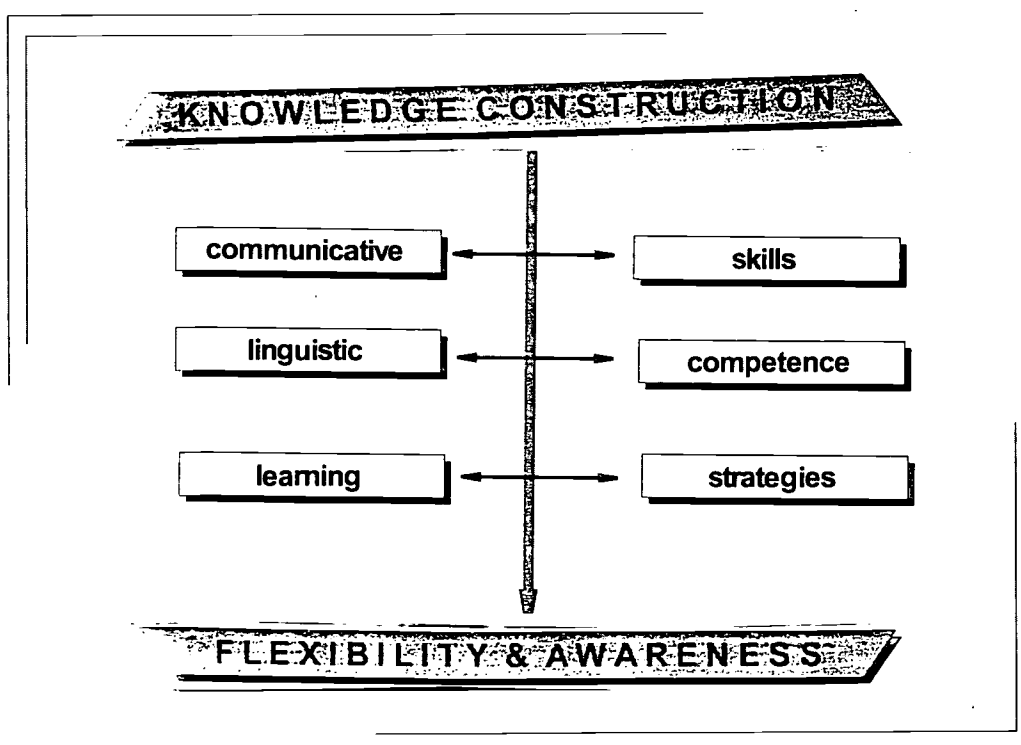 KNOWLEDGE CONSTRUCTION
communicative skills
linguistic competence
learning strategies
FLEXIBILITY & AWARENESS